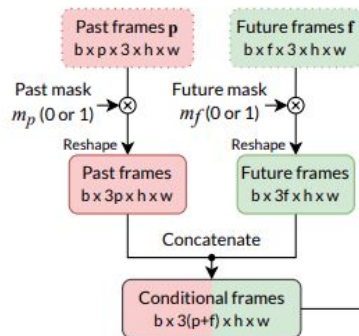 Past frames p
b x p x 3 x h x w
Future frames f
b x f x 3 x h x w
Past mask
m_p (0 or 1)
Future mask
m_f (0 or 1)
Reshape
Reshape
Past frames
b x 3p x h x w
Future frames
b x 3f x h x w
Concatenate
Conditional frames
b x 3(p+f) x h x w